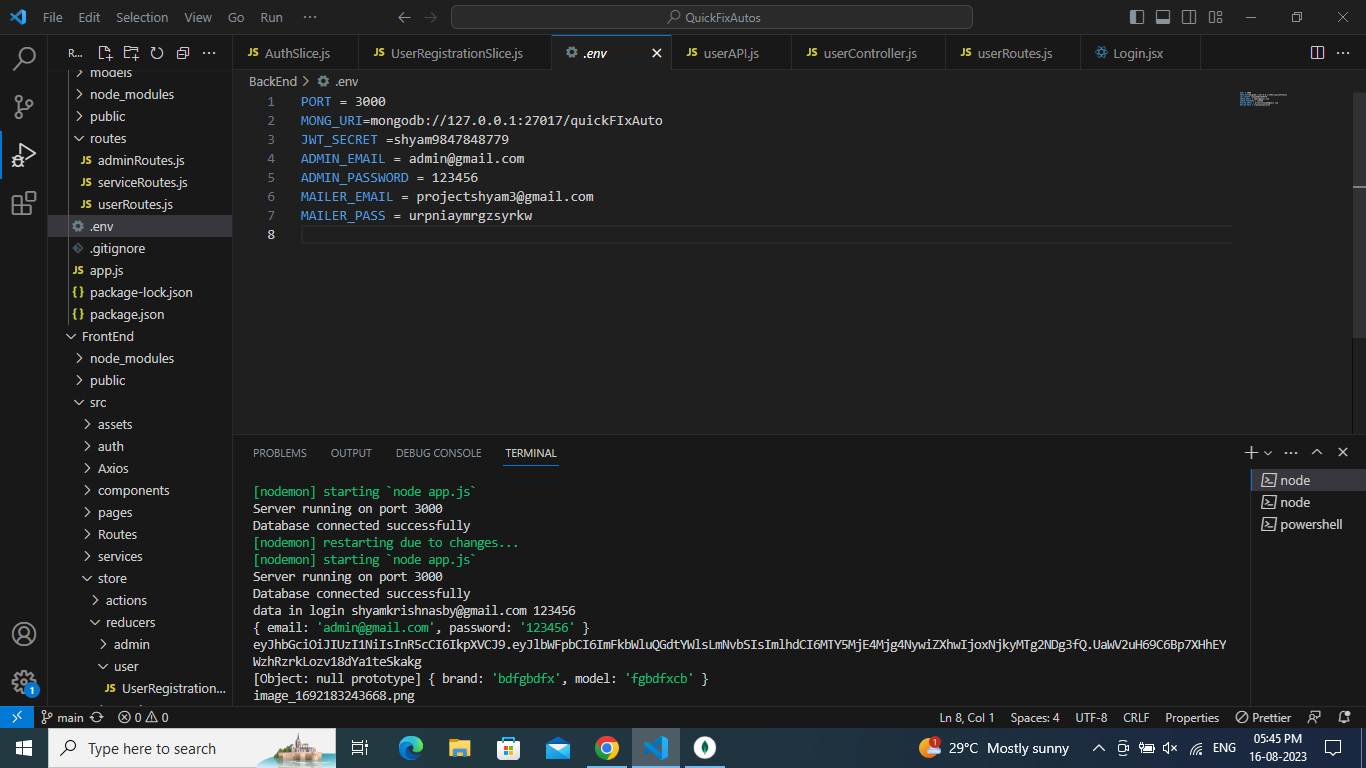 File Edit Selection View Go Run ··· QuickFixAutos
R... ···
AuthSlice.js UserRegistrationSlice.js .env userAPI.js userController.js userRoutes.js Login.jsx ···
BackEnd > .env
models
node_modules
public
routes
JS adminRoutes.js
JS serviceRoutes.js
JS userRoutes.js
.env
.gitignore
JS app.js
{} package-lock.json
{} package.json
FrontEnd
node_modules
public
src
assets
auth
Axios
components
pages
Routes
services
store
actions
reducers
admin
user
JS UserRegistration...
1 PORT = 3000
2 MONG_URI=mongodb://127.0.0.1:27017/quickFIxAuto
3 JWT_SECRET =shyam9847848779
4 ADMIN_EMAIL = admin@gmail.com
5 ADMIN_PASSWORD = 123456
6 MAILER_EMAIL = projectshyam3@gmail.com
7 MAILER_PASS = urpniaymrgzsyrkw
8
PROBLEMS OUTPUT DEBUG CONSOLE TERMINAL
[nodemon] starting `node app.js`
Server running on port 3000
Database connected successfully
[nodemon] restarting due to changes...
[nodemon] starting `node app.js`
Server running on port 3000
Database connected successfully
data in login shyamkrishnasby@gmail.com 123456
{ email: 'admin@gmail.com', password: '123456' }
eyJhbGciOiJIUzI1NiIsInR5cCI6IkpXVCJ9.eyJlbWFpbCI6ImFkbWluQGdtYWlsLmNvbSIsImlhdCI6MTY5MjE4Mjg4NywiZXhwIjoxNjkyMTg2NDg3fQ.UaWV2uH69C6Bp7XHhEY
WzhRzrkLozv18dYa1teSkakg
[Object: null prototype] { brand: 'bdfgbdfx', model: 'fgbdfxcb' }
image_1692183243668.png
node
node
powershell
1
main 0 0 Ln 8, Col 1 Spaces: 4 UTF-8 CRLF Properties Prettier
Type here to search 1 29°C Mostly sunny ENG 05:45 PM
16-08-2023